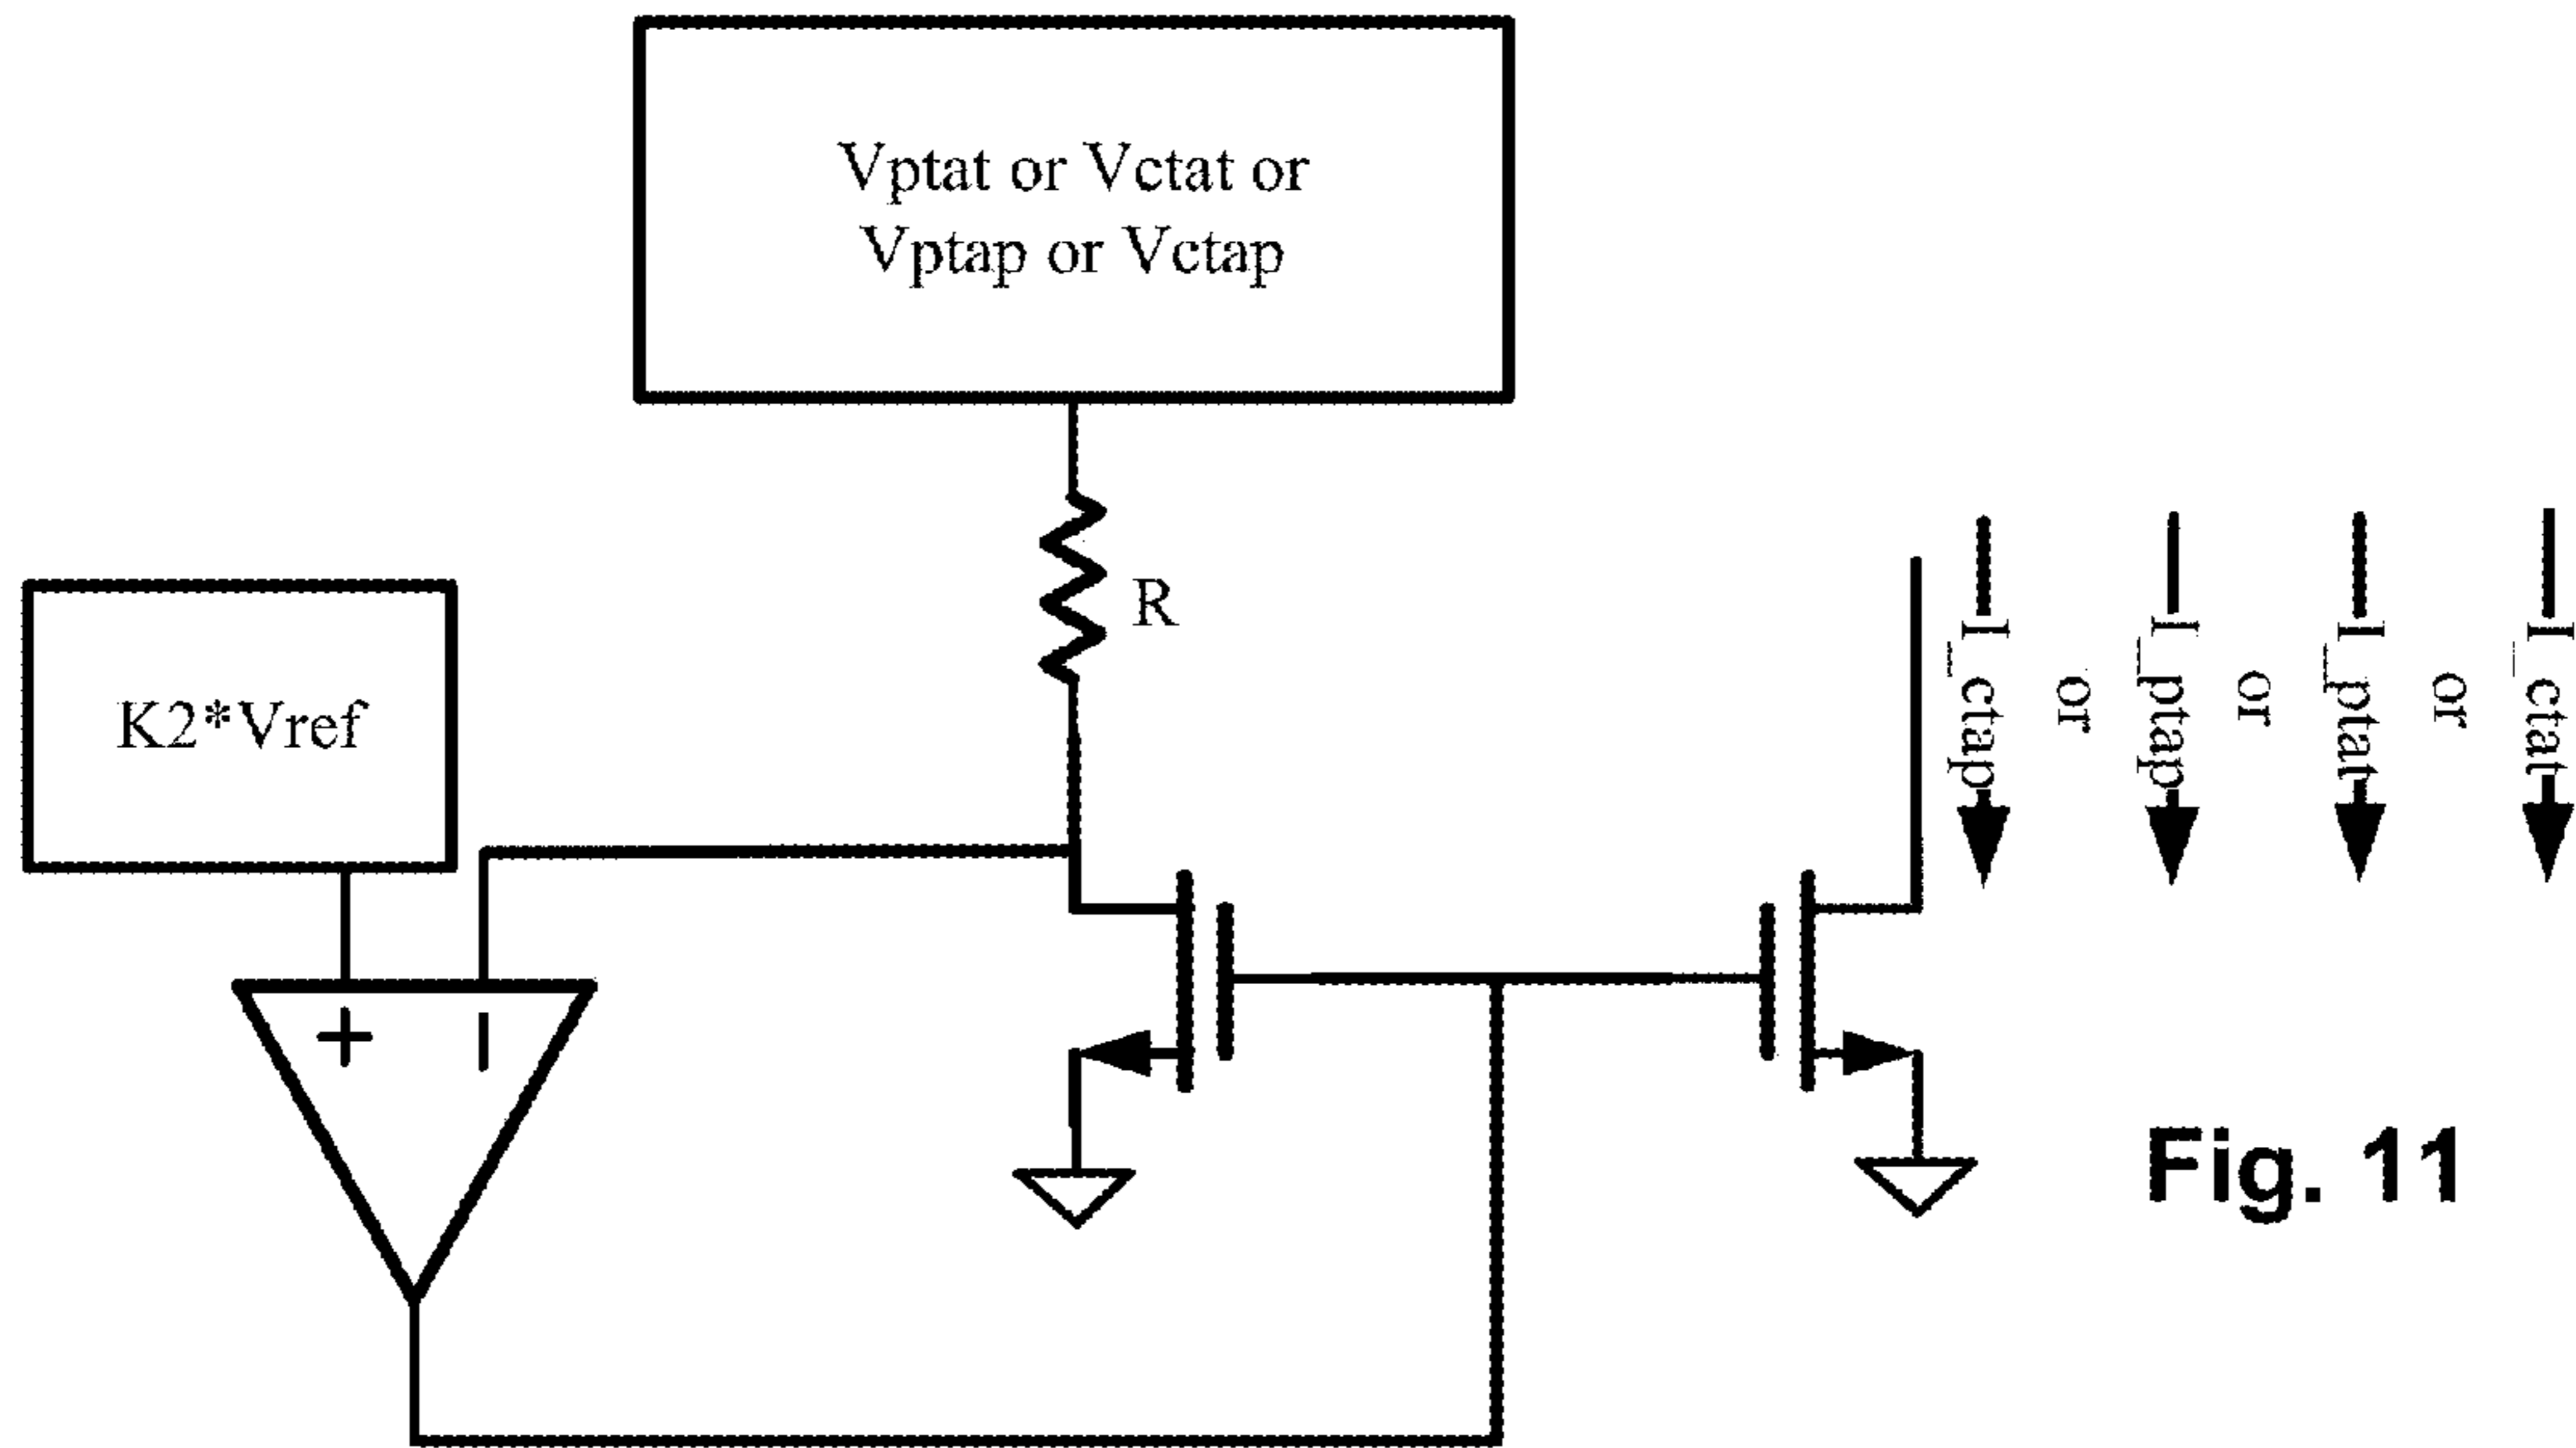 Vptat or Vctat or
Vptap or Vctap
R
K2*Vref
+
−
I_ctap
or
I_ptap
or
I_ptat
or
I_ctat
Fig. 11